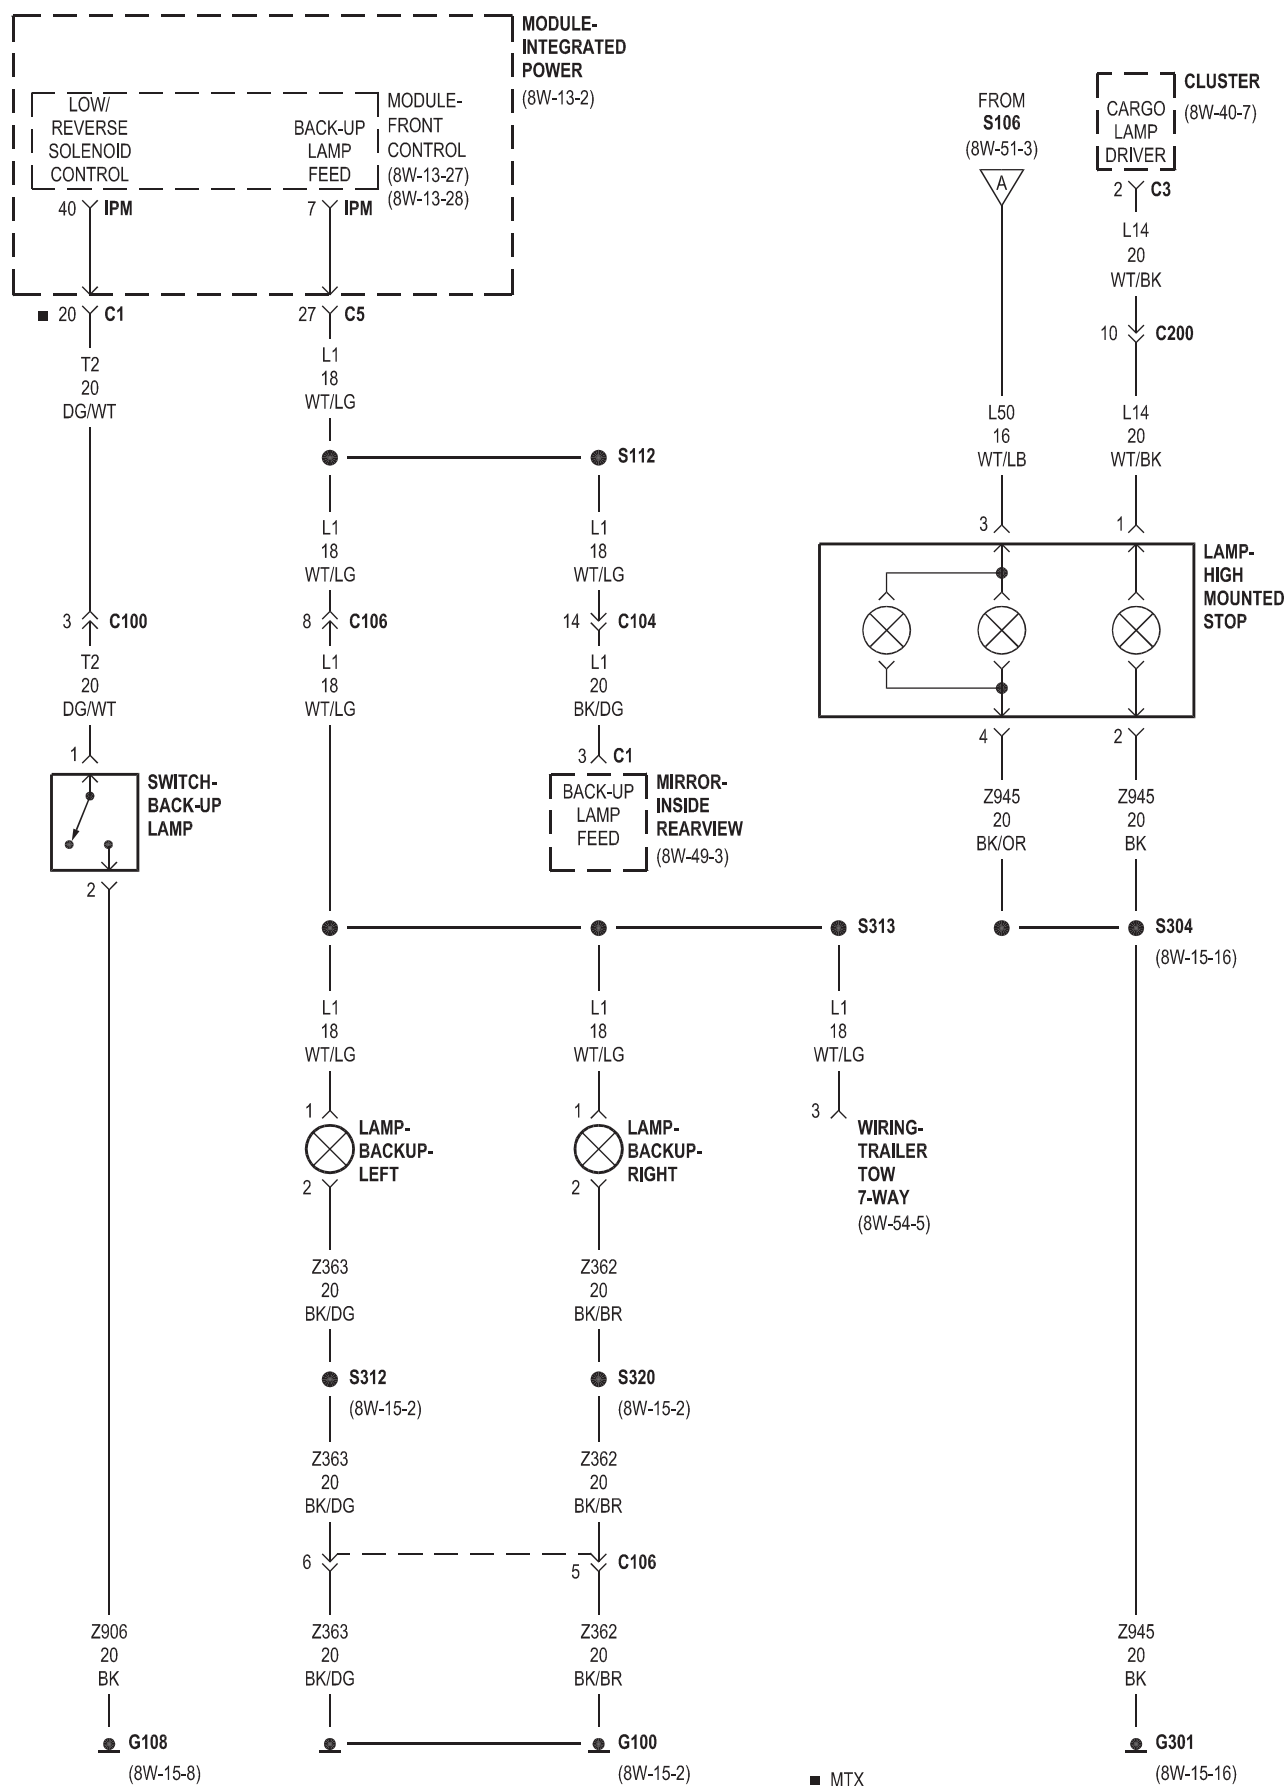 MODULE-
INTEGRATED
POWER
(8W-13-2)
LOW/
REVERSE
SOLENOID
CONTROL
BACK-UP
LAMP
FEED
MODULE-
FRONT
CONTROL
(8W-13-27)
(8W-13-28)
40 IPM
7 IPM
■ 20 C1
27 C5
T2
20
DG/WT
L1
18
WT/LG
S112
L1
18
WT/LG
L1
18
WT/LG
3 C100
8 C106
14 C104
T2
20
DG/WT
L1
18
WT/LG
L1
20
BK/DG
1
3 C1
SWITCH-
BACK-UP
LAMP
2
BACK-UP
LAMP
FEED
MIRROR-
INSIDE
REARVIEW
(8W-49-3)
S313
L1
18
WT/LG
L1
18
WT/LG
L1
18
WT/LG
1
LAMP-
BACKUP-
LEFT
2
1
LAMP-
BACKUP-
RIGHT
2
3
WIRING-
TRAILER
TOW
7-WAY
(8W-54-5)
Z363
20
BK/DG
Z362
20
BK/BR
S312
(8W-15-2)
S320
(8W-15-2)
Z363
20
BK/DG
Z362
20
BK/BR
6
5
C106
Z906
20
BK
Z363
20
BK/DG
Z362
20
BK/BR
G108
(8W-15-8)
G100
(8W-15-2)
FROM
S106
(8W-51-3)
A
CARGO
LAMP
DRIVER
CLUSTER
(8W-40-7)
2 C3
L14
20
WT/BK
10 C200
L50
16
WT/LB
L14
20
WT/BK
3
1
LAMP-
HIGH
MOUNTED
STOP
4
2
Z945
20
BK/OR
Z945
20
BK
S304
(8W-15-16)
Z945
20
BK
G301
(8W-15-16)
■ MTX